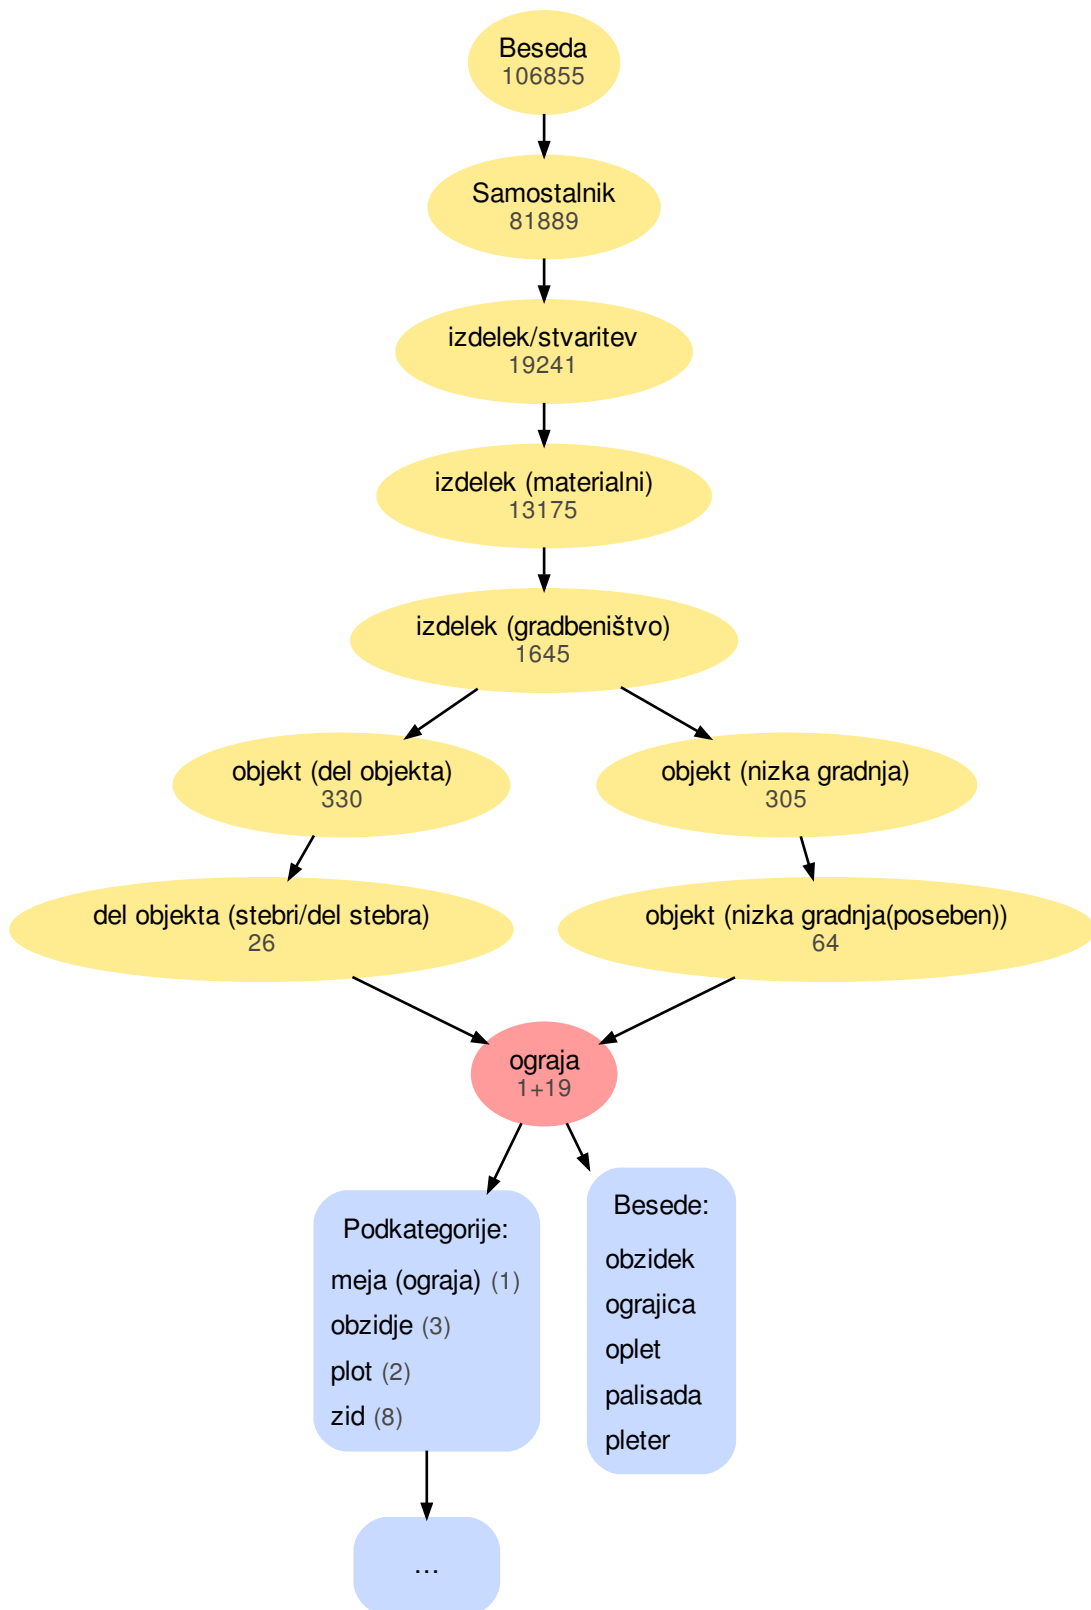 Beseda
106855
Samostalnik
81889
izdelek/stvaritev
19241
izdelek (materialni)
13175
izdelek (gradbeništvo)
1645
objekt (del objekta)
330
objekt (nizka gradnja)
305
del objekta (stebri/del stebra)
26
objekt (nizka gradnja(poseben))
64
ograja
1+19
Podkategorije:
meja (ograja) (1)
obzidje (3)
plot (2)
zid (8)
Besede:
obzidek
ograjica
oplet
palisada
pleter
...